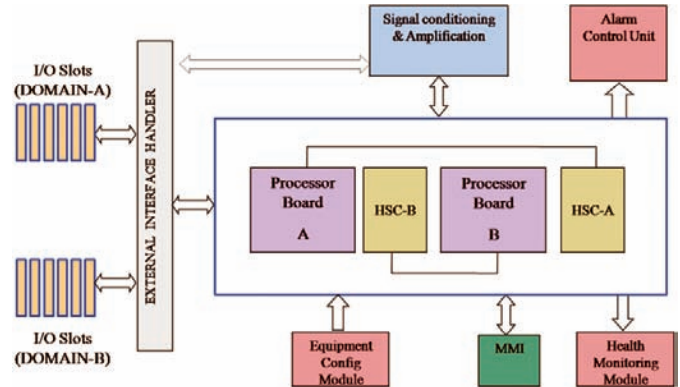 Signal conditioning
& Amplification
Alarm
Control Unit
I/O Slots
(DOMAIN-A)
EXTERNAL INTERFACE HANDLER
Processor
Board
A
HSC-B
Processor
Board
B
HSC-A
I/O Slots
(DOMAIN-B)
Equipment
Config
Module
MMI
Health
Monitoring
Module